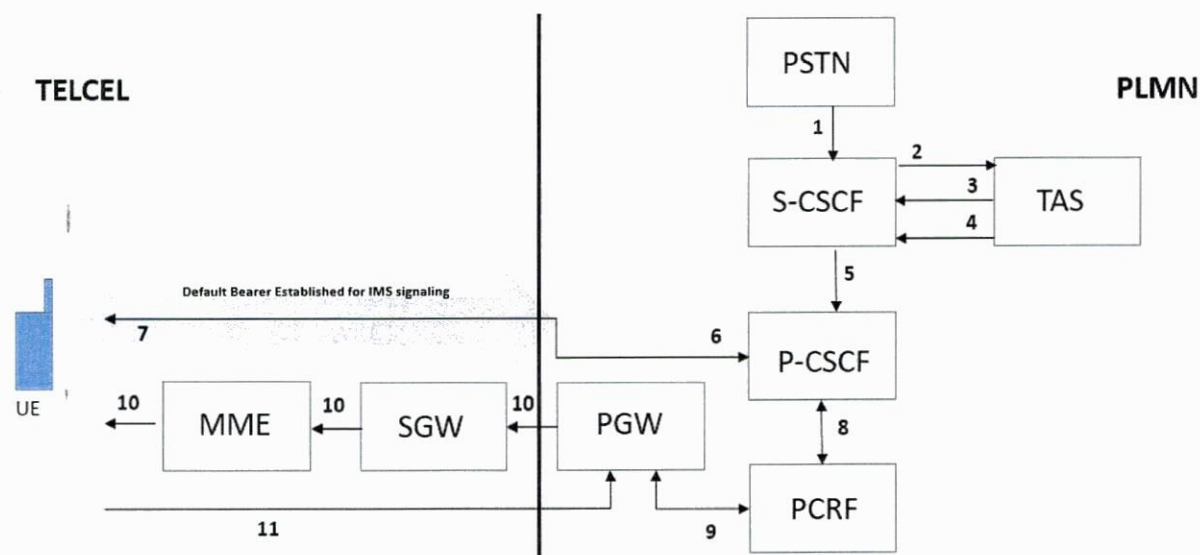 PSTN
TELCEL
PLMN
1
2
S-CSCF
3
TAS
4
5
Default Bearer Established for IMS signaling
7
6
P-CSCF
UE
10
MME
10
SGW
10
PGW
8
11
9
PCRF